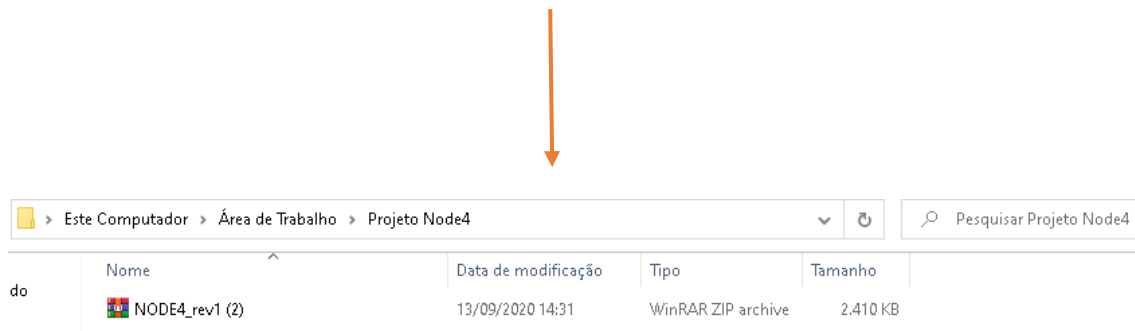 Este Computador > Área de Trabalho > Projeto Node4 Pesquisar Projeto Node4
Nome Data de modificação Tipo Tamanho
do
NODE4_rev1 (2) 13/09/2020 14:31 WinRAR ZIP archive 2.410 KB